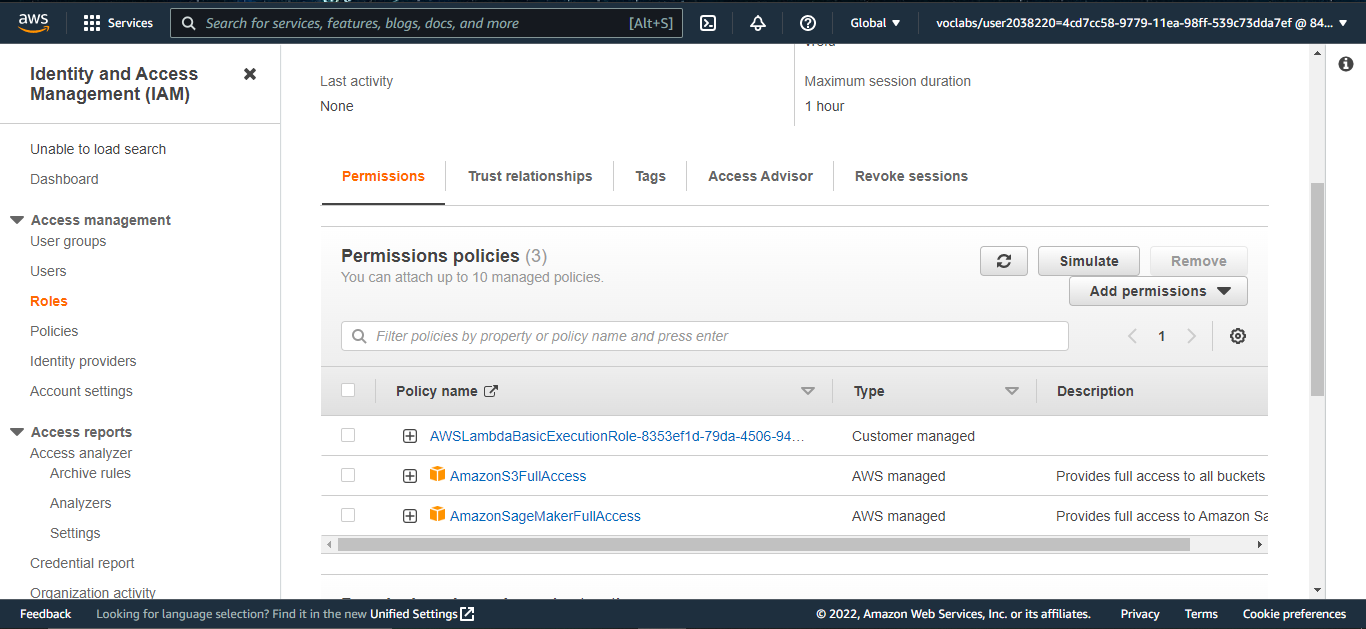 aws
Services
Search for services, features, blogs, docs, and more
[Alt+S]
Global
voclabs/user2038220=4cd7cc58-9779-11ea-98ff-539c73dda7ef @ 84...
Identity and Access
Management (IAM)
Unable to load search
Dashboard
Access management
User groups
Users
Roles
Policies
Identity providers
Account settings
Access reports
Access analyzer
Archive rules
Analyzers
Settings
Credential report
Organization activity
Last activity
None
Maximum session duration
1 hour
Permissions
Trust relationships
Tags
Access Advisor
Revoke sessions
Permissions policies (3)
You can attach up to 10 managed policies.
Simulate
Remove
Add permissions
Filter policies by property or policy name and press enter
1
Policy name
Type
Description
AWSLambdaBasicExecutionRole-8353ef1d-79da-4506-94...
Customer managed
AmazonS3FullAccess
AWS managed
Provides full access to all buckets
AmazonSageMakerFullAccess
AWS managed
Provides full access to Amazon Sa
Feedback
Looking for language selection? Find it in the new Unified Settings
© 2022, Amazon Web Services, Inc. or its affiliates.
Privacy
Terms
Cookie preferences